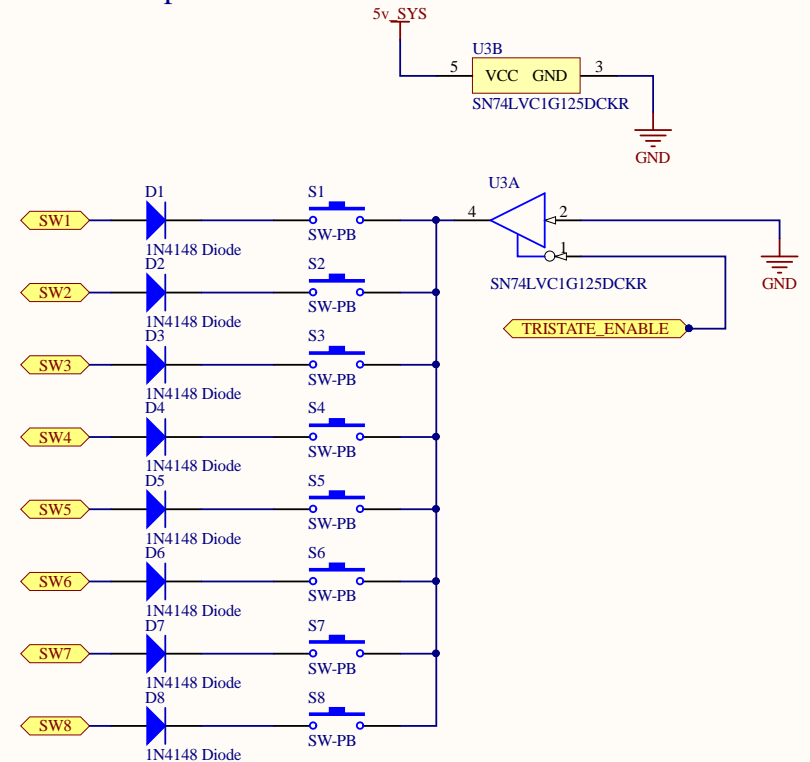 5v_SYS
U3B
5 VCC GND 3
SN74LVC1G125DCKR
GND
D1 S1 U3A
SW1 4 2
1N4148 Diode SW-PB 1
D2 S2 SN74LVC1G125DCKR GND
SW2
1N4148 Diode SW-PB
TRISTATE_ENABLE
D3 S3
SW3
1N4148 Diode SW-PB
D4 S4
SW4
1N4148 Diode SW-PB
D5 S5
SW5
1N4148 Diode SW-PB
D6 S6
SW6
1N4148 Diode SW-PB
D7 S7
SW7
1N4148 Diode SW-PB
D8 S8
SW8
1N4148 Diode SW-PB